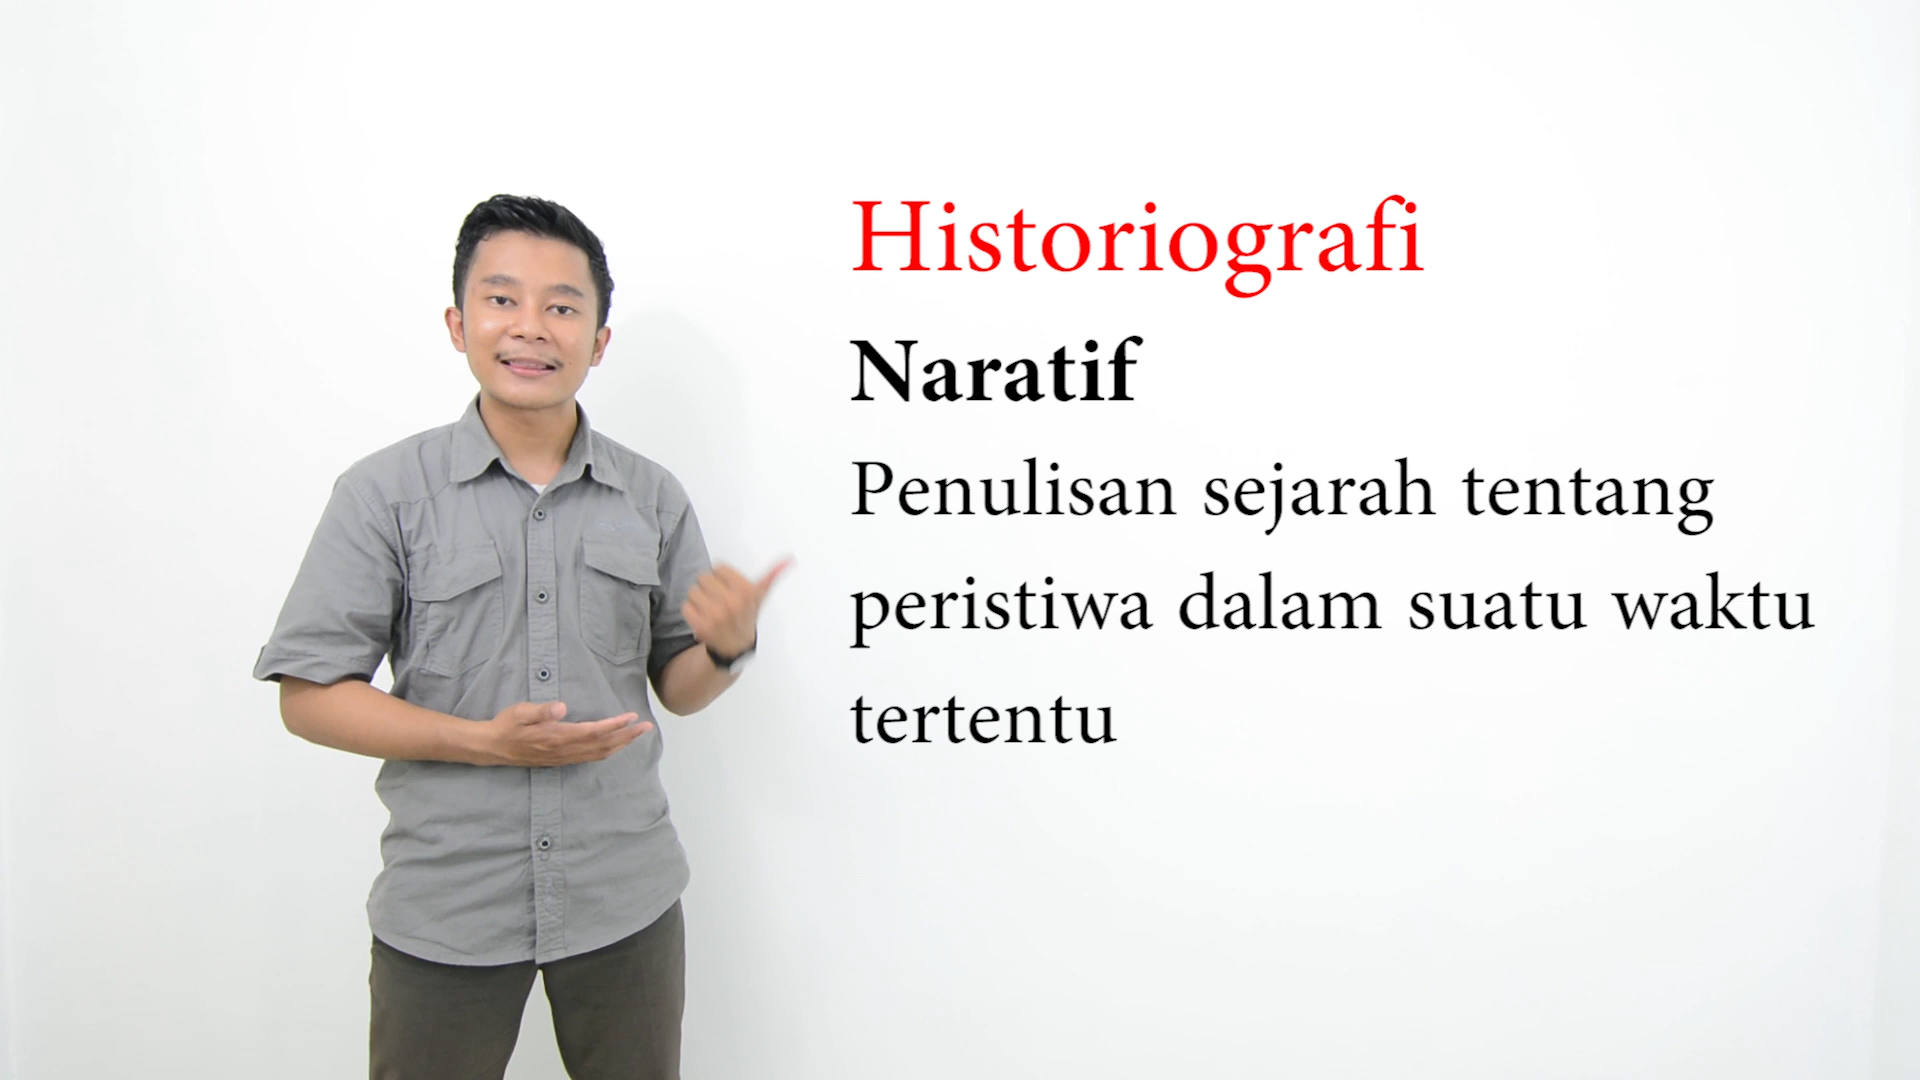 Historiografi
Naratif
Penulisan sejarah tentang
peristiwa dalam suatu waktu
tertentu